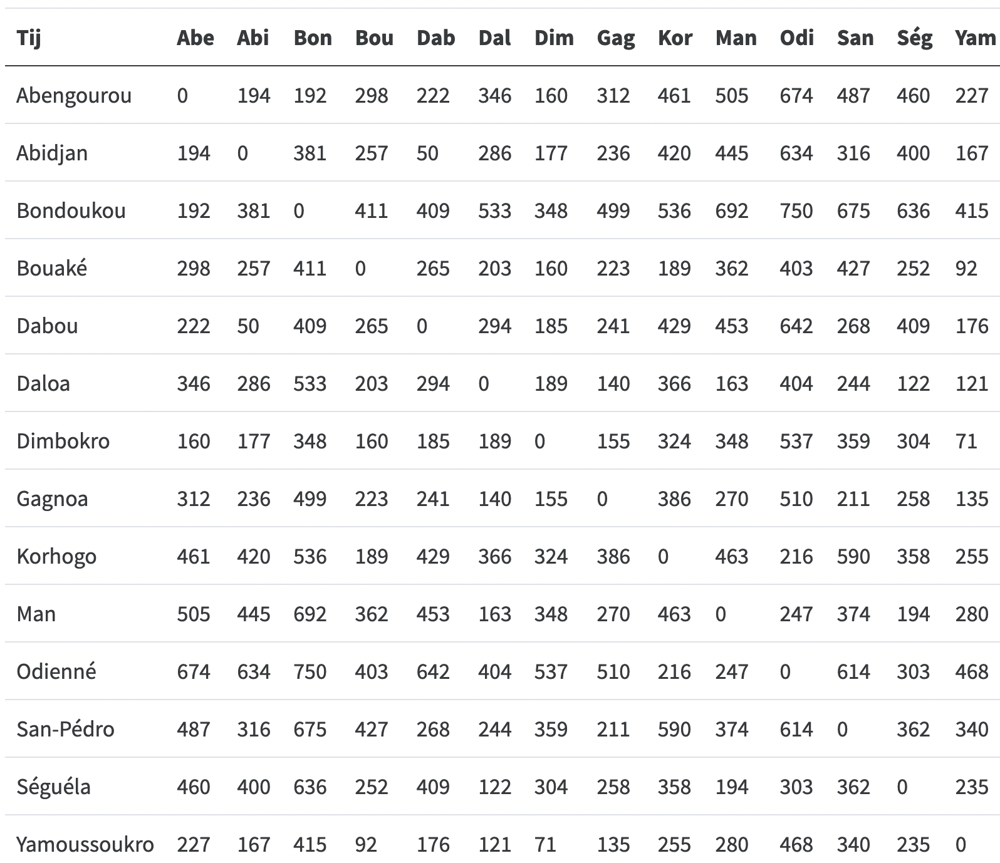 Tij Abe Abi Bon Bou Dab Dal Dim Gag Kor Man Odi San Ség Yam
Abengourou 0 194 192 298 222 346 160 312 461 505 674 487 460 227
Abidjan 194 0 381 257 50 286 177 236 420 445 634 316 400 167
Bondoukou 192 381 0 411 409 533 348 499 536 692 750 675 636 415
Bouaké 298 257 411 0 265 203 160 223 189 362 403 427 252 92
Dabou 222 50 409 265 0 294 185 241 429 453 642 268 409 176
Daloa 346 286 533 203 294 0 189 140 366 163 404 244 122 121
Dimbokro 160 177 348 160 185 189 0 155 324 348 537 359 304 71
Gagnoa 312 236 499 223 241 140 155 0 386 270 510 211 258 135
Korhogo 461 420 536 189 429 366 324 386 0 463 216 590 358 255
Man 505 445 692 362 453 163 348 270 463 0 247 374 194 280
Odienné 674 634 750 403 642 404 537 510 216 247 0 614 303 468
San-Pédro 487 316 675 427 268 244 359 211 590 374 614 0 362 340
Séguéla 460 400 636 252 409 122 304 258 358 194 303 362 0 235
Yamoussoukro 227 167 415 92 176 121 71 135 255 280 468 340 235 0